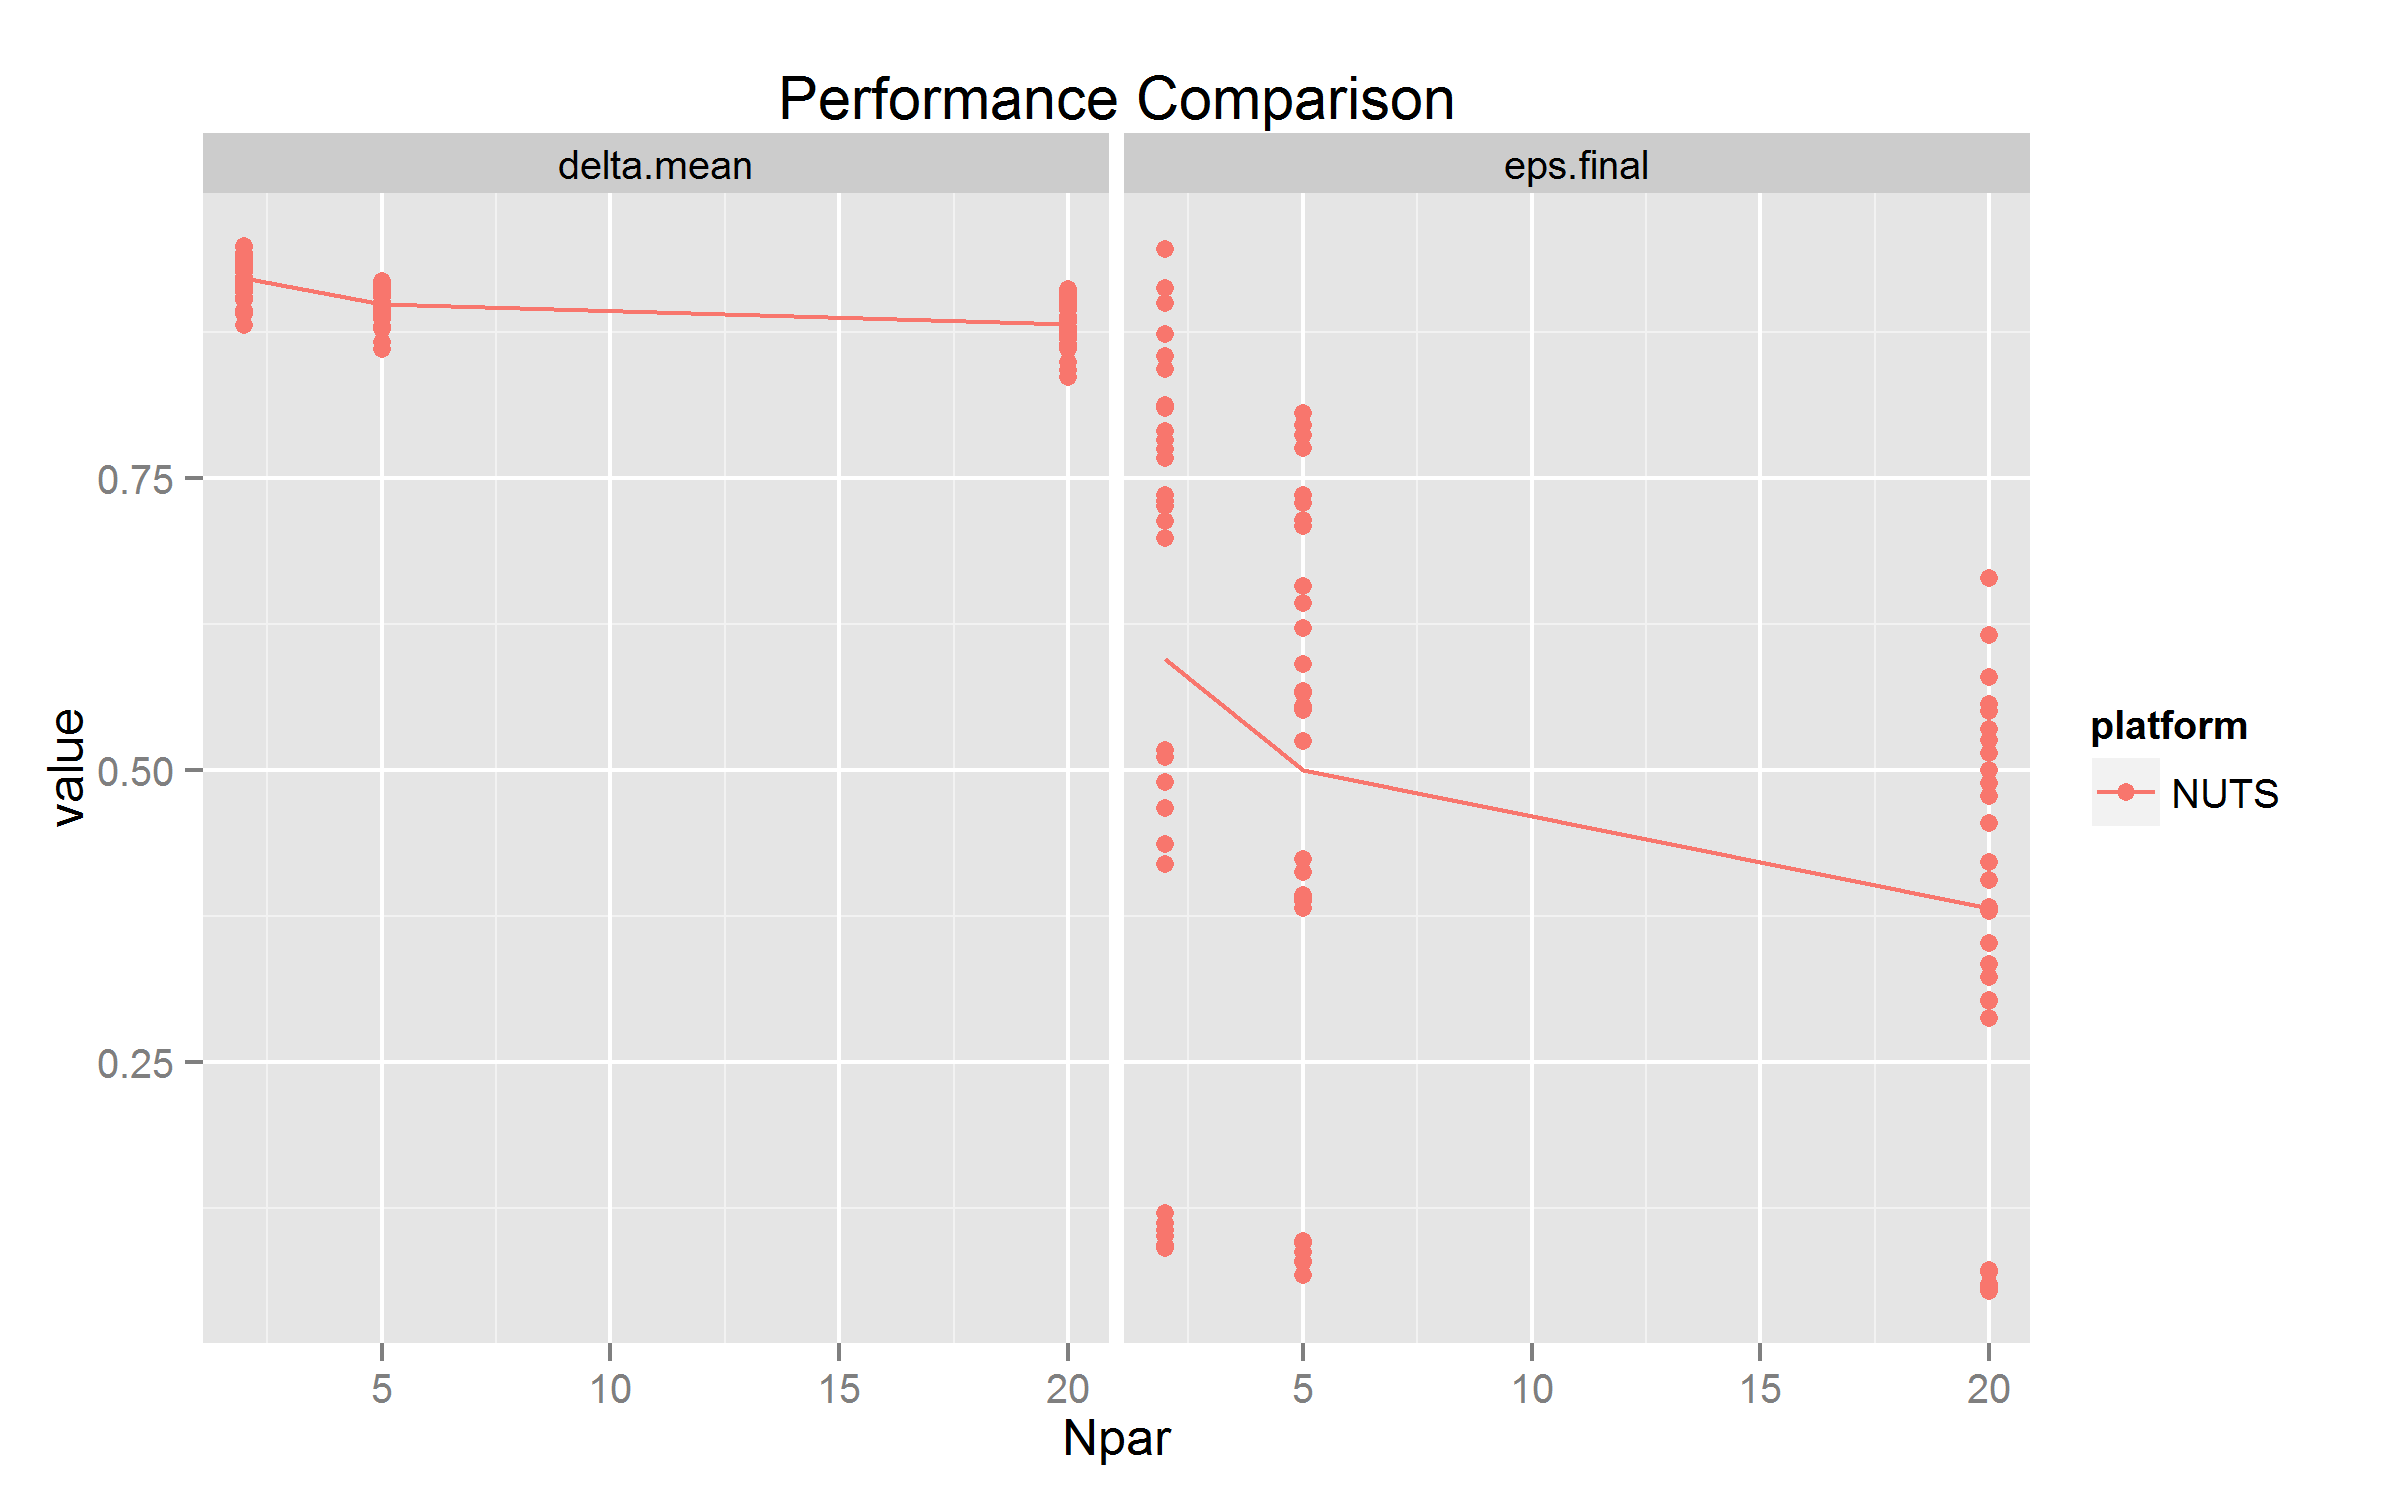 Performance Comparison
delta.mean
eps.final
value
0.75
0.50
0.25
5 10 15 20
5 10 15 20
Npar
platform
NUTS